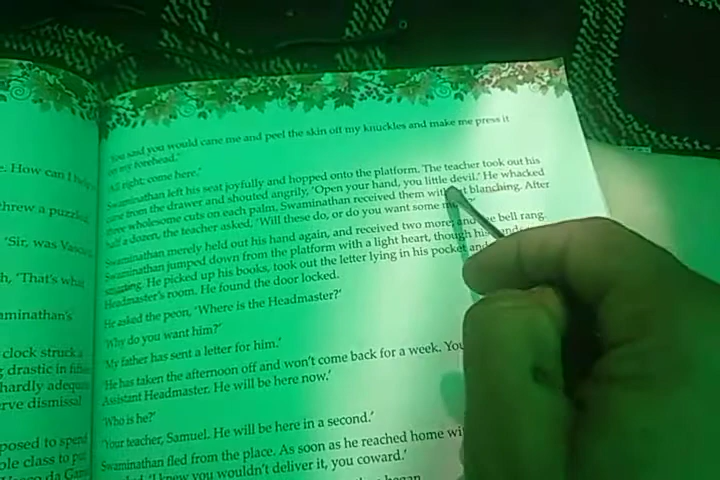 e. How can I help
threw a puzzled
'Sir, was Vasco
h, 'That's what
aminathan's
clock struck a
drastic in
hardly adequa
erve dismissal
posed to spend
ole class to
Vasco da Gam
You said you would cane me and peel the skin off my knuckles and make me press it
on my forehead.'
'All right; come here.'
Swaminathan left his seat joyfully and hopped onto the platform. The teacher took out his
cane from the drawer and shouted angrily, 'Open your hand, you little devil.' He whacked
three wholesome cuts on each palm. Swaminathan received them without blanching. After
half a dozen, the teacher asked, 'Will these do, or do you want some
Swaminathan merely held out his hand again, and received two more; and the bell rang.
Swaminathan jumped down from the platform with a light heart, though his hands
smarting. He picked up his books, took out the letter lying in his pocket and
Headmaster's room. He found the door locked.
He asked the peon, 'Where is the Headmaster?'
'Why do you want him?'
'My father has sent a letter for him.'
'He has taken the afternoon off and won't come back for a week. You
Assistant Headmaster. He will be here now.'
'Who is he?'
'Your teacher, Samuel. He will be here in a second.'
Swaminathan fled from the place. As soon as he reached home
'I knew you wouldn't deliver it, you coward.'
began